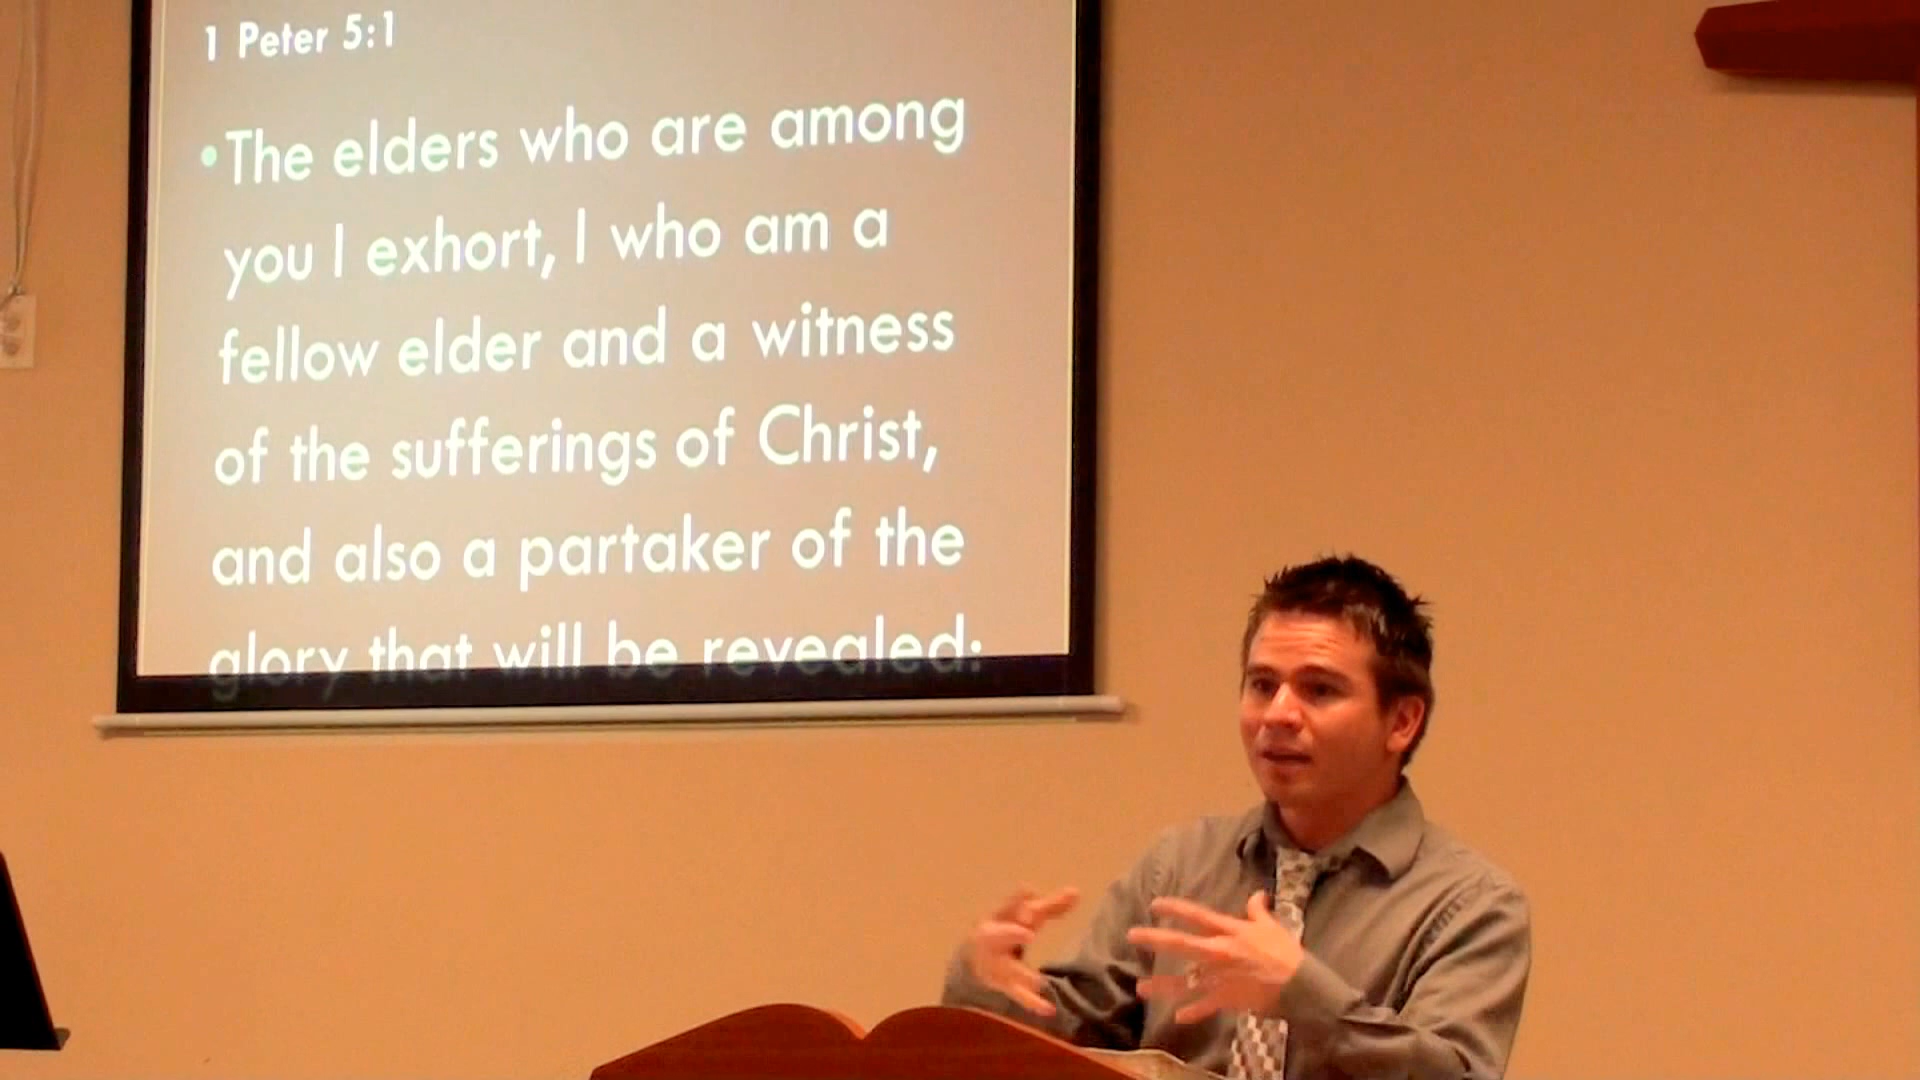 1 Peter 5:1
•The elders who are among
you I exhort, I who am a
fellow elder and a witness
of the sufferings of Christ,
and also a partaker of the
glory that will be revealed: